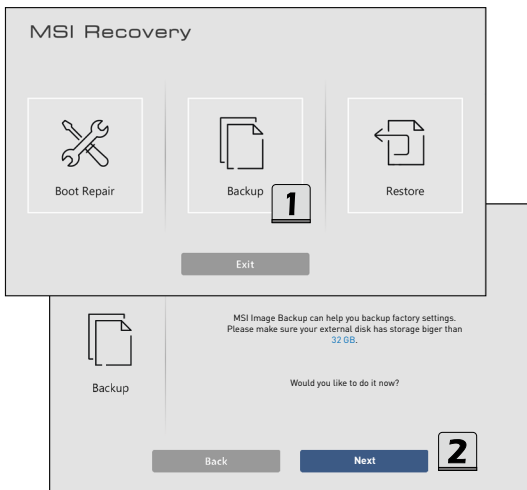 MSI Recovery
Boot Repair
Backup
1
Restore
Exit
MSI Image Backup can help you backup factory settings.
Please make sure your external disk has storage biger than
32 GB.
Backup
Would you like to do it now?
Back
Next
2